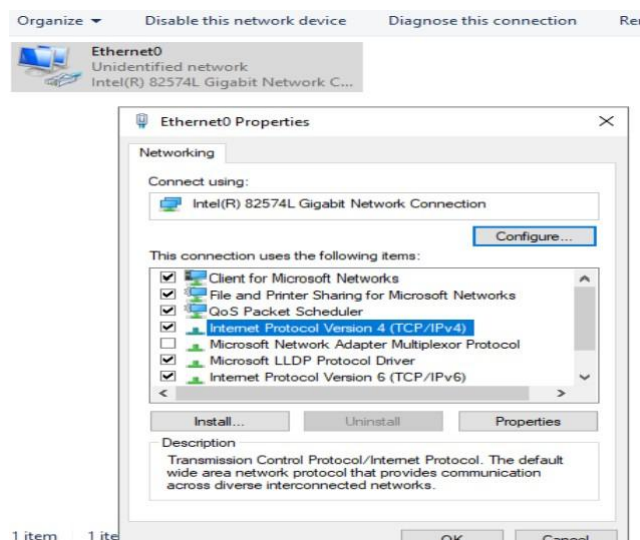 Organize Disable this network device Diagnose this connection
Ethernet0
Unidentified network
Intel(R) 82574L Gigabit Network C...
Ethernet0 Properties
Networking
Connect using:
Intel(R) 82574L Gigabit Network Connection
Configure...
This connection uses the following items:
Client for Microsoft Networks
File and Printer Sharing for Microsoft Networks
QoS Packet Scheduler
Internet Protocol Version 4 (TCP/IPv4)
Microsoft Network Adapter Multiplexor Protocol
Microsoft LLDP Protocol Driver
Internet Protocol Version 6 (TCP/IPv6)
Install... Uninstall Properties
Description
Transmission Control Protocol/Internet Protocol. The default
wide area network protocol that provides communication
across diverse interconnected networks.
1 item 1 ite
OK Cancel